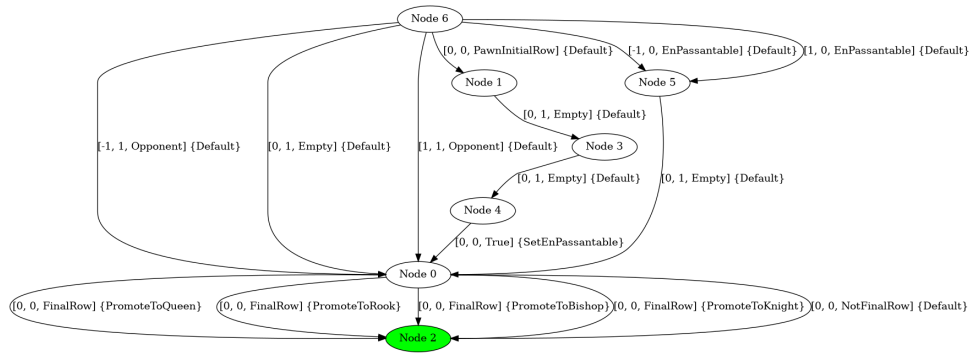 Node 6
[0, 0, PawnInitialRow] {Default}
[-1, 0, EnPassantable] {Default}
[1, 0, EnPassantable] {Default}
Node 1
Node 5
[0, 1, Empty] {Default}
[-1, 1, Opponent] {Default}
[0, 1, Empty] {Default}
[1, 1, Opponent] {Default}
Node 3
[0, 1, Empty] {Default}
[0, 1, Empty] {Default}
Node 4
[0, 0, True] {SetEnPassantable}
Node 0
[0, 0, FinalRow] {PromoteToQueen}
[0, 0, FinalRow] {PromoteToRook}
[0, 0, FinalRow] {PromoteToBishop}
[0, 0, FinalRow] {PromoteToKnight}
[0, 0, NotFinalRow] {Default}
Node 2